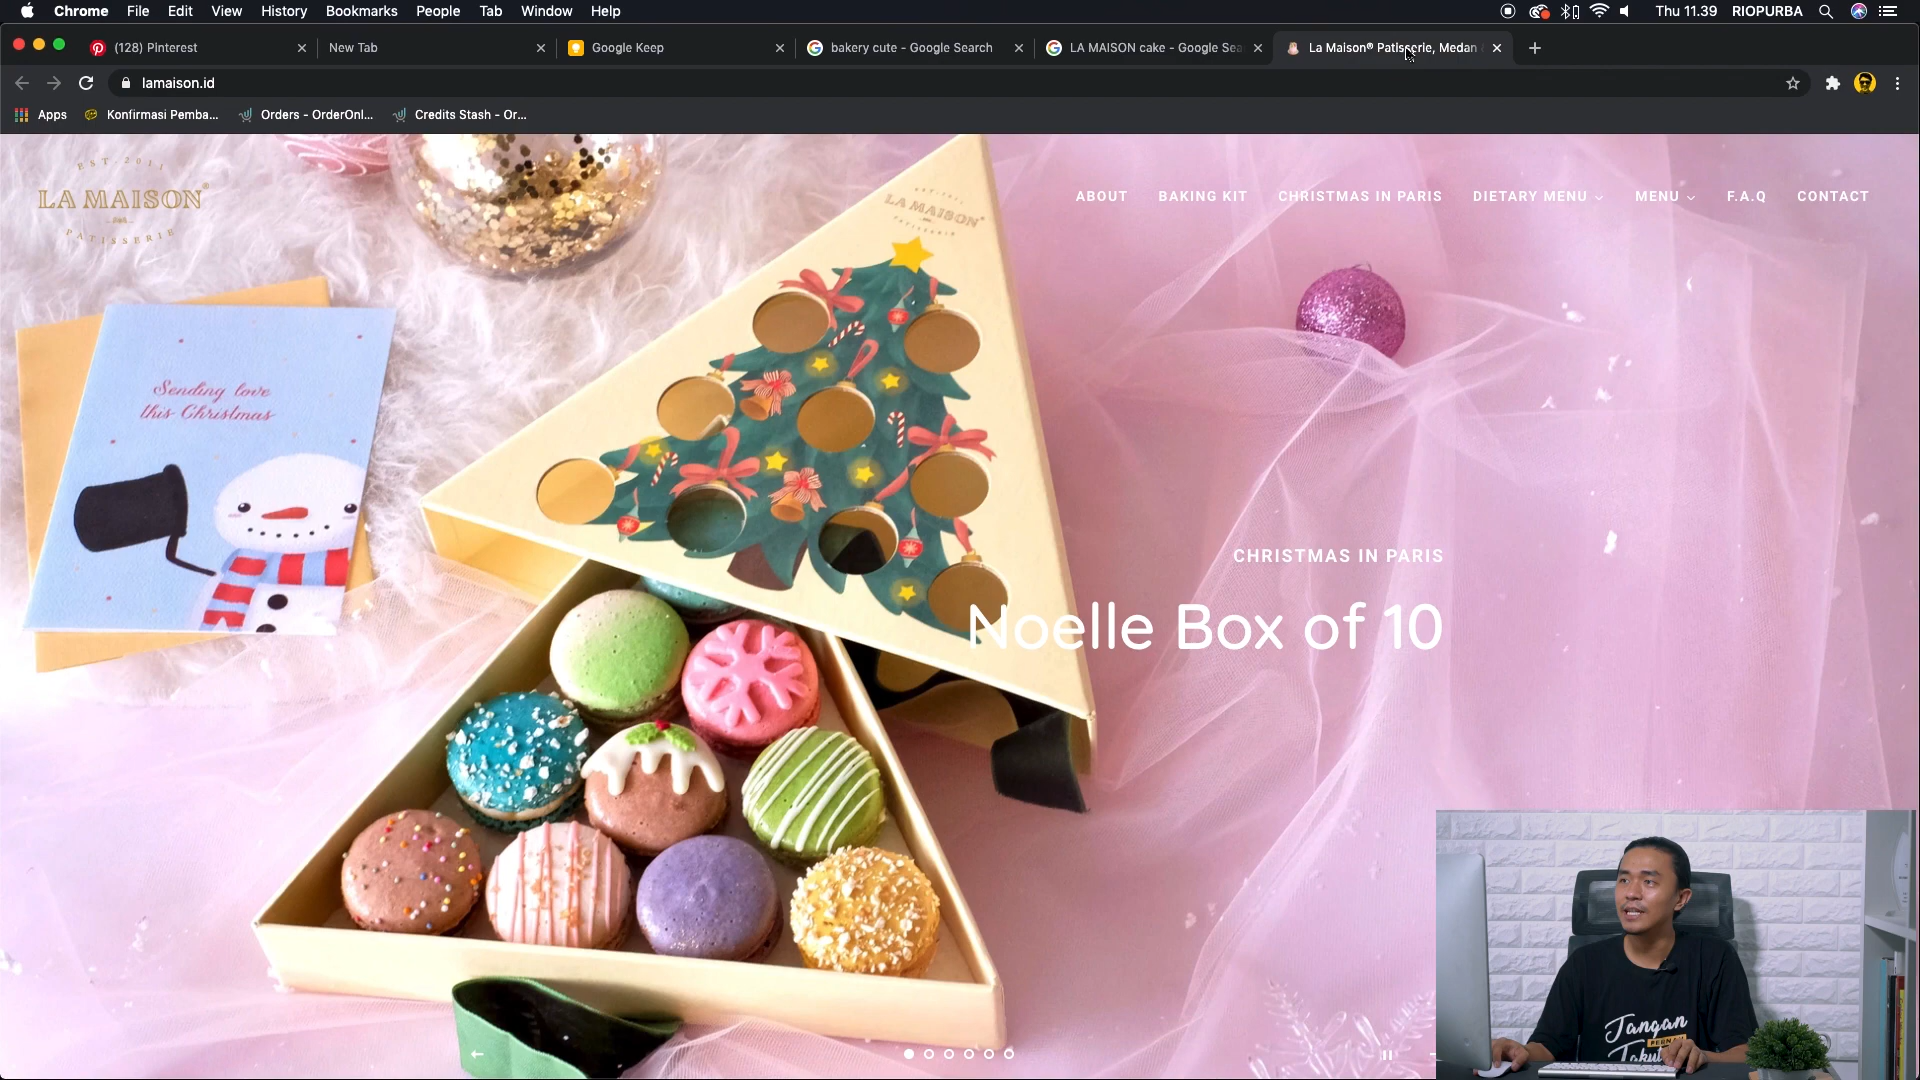 Chrome File Edit View History Bookmarks People Tab Window Help
Thu 11.39 RIOPURBA
(128) Pinterest
New Tab
Google Keep
bakery cute - Google Search
LA MAISON cake - Google Sea
La Maison® Patisserie, Medan
lamaison.id
Apps
Konfirmasi Pemba...
Orders - OrderOnl...
Credits Stash - Or...
EST. 2011
LA MAISON®
PATISSERIE
ABOUT
BAKING KIT
CHRISTMAS IN PARIS
DIETARY MENU
MENU
F.A.Q
CONTACT
LA MAISON®
PATISSERIE
Sending love
this Christmas
CHRISTMAS IN PARIS
Noelle Box of 10
Jangan
PERNAH
Takut